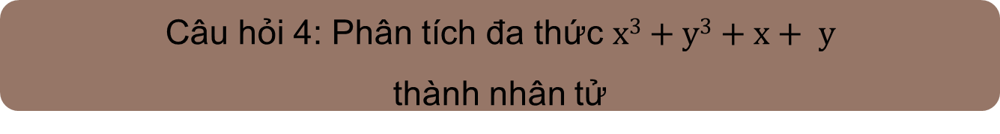 Câu hỏi 4: Phân tích đa thức x³ + y³ + x + y
thành nhân tử